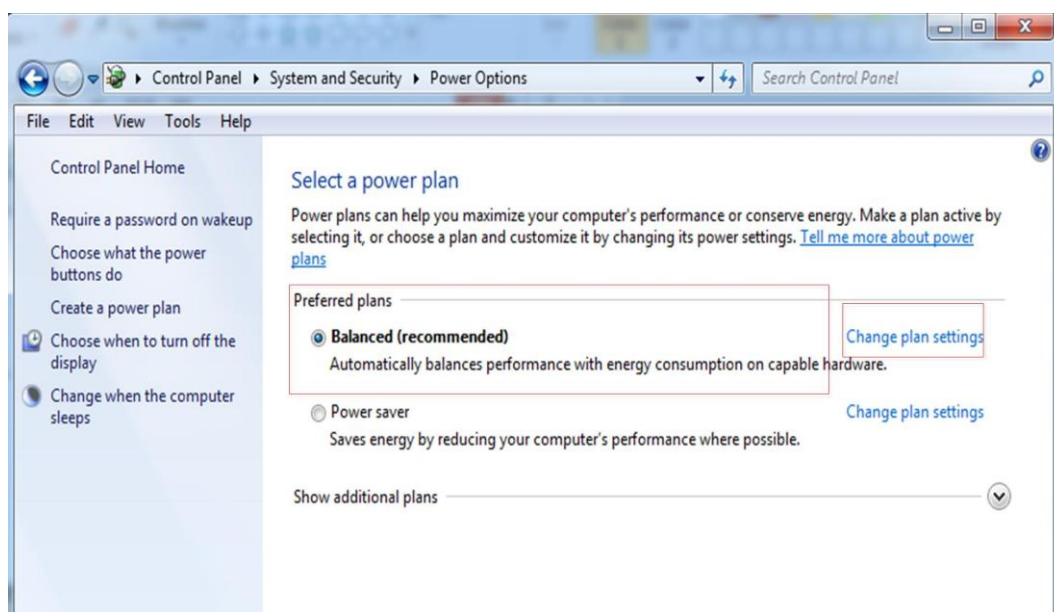 Control Panel System and Security Power Options
Search Control Panel
File Edit View Tools Help
Control Panel Home
Require a password on wakeup
Choose what the power
buttons do
Create a power plan
Choose when to turn off the
display
Change when the computer
sleeps
Select a power plan
Power plans can help you maximize your computer's performance or conserve energy. Make a plan active by
selecting it, or choose a plan and customize it by changing its power settings. Tell me more about power
plans
Preferred plans
Balanced (recommended) Change plan settings
Automatically balances performance with energy consumption on capable hardware.
Power saver Change plan settings
Saves energy by reducing your computer's performance where possible.
Show additional plans